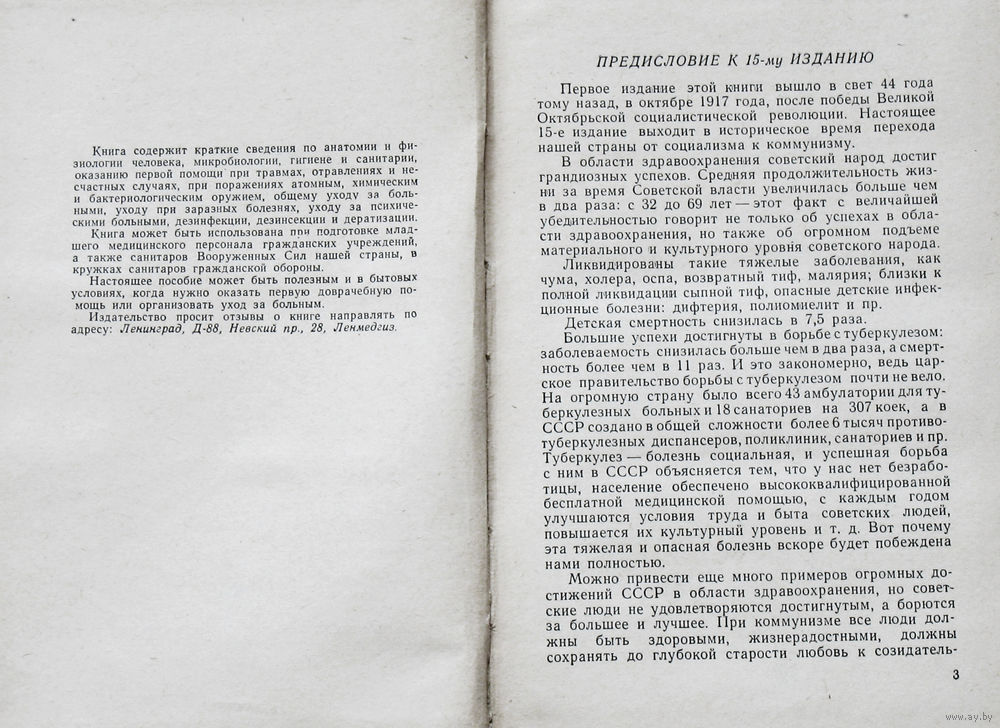 Книга содержит краткие сведения по анатомии и фи-
зиологии человека, микробиологии, гигиене и санитарии,
оказанию первой помощи при травмах, отравлениях и не-
счастных случаях, при поражениях атомным, химическим
и бактериологическим оружием, общему уходу за боль-
ными, уходу при заразных болезнях, уходу за психиче-
скими больными, дезинфекции, дезинсекции и дератизации.
Книга может быть использована при подготовке млад-
шего медицинского персонала гражданских учреждений,
а также санитаров Вооруженных Сил нашей страны, в
кружках санитаров гражданской обороны.
Настоящее пособие может быть полезным и в бытовых
условиях, когда нужно оказать первую доврачебную по-
мощь или организовать уход за больным.
Издательство просит отзывы о книге направлять по
адресу: Ленинград, Д-88, Невский пр., 28, Ленмедгиз.
ПРЕДИСЛОВИЕ К 15-му ИЗДАНИЮ
Первое издание этой книги вышло в свет 44 года
тому назад, в октябре 1917 года, после победы Великой
Октябрьской социалистической революции. Настоящее
15-е издание выходит в историческое время перехода
нашей страны от социализма к коммунизму.
В области здравоохранения советский народ достиг
грандиозных успехов. Средняя продолжительность жиз-
ни за время Советской власти увеличилась больше чем
в два раза: с 32 до 69 лет — этот факт с величайшей
убедительностью говорит не только об успехах в обла-
сти здравоохранения, но также об огромном подъеме
материального и культурного уровня советского народа.
Ликвидированы такие тяжелые заболевания, как
чума, холера, оспа, возвратный тиф, малярия; близки к
полной ликвидации сыпной тиф, опасные детские инфек-
ционные болезни: дифтерия, полиомиелит и пр.
Детская смертность снизилась в 7,5 раза.
Большие успехи достигнуты в борьбе с туберкулезом:
заболеваемость снизилась больше чем в два раза, а смерт-
ность более чем в 11 раз. И это закономерно, ведь цар-
ское правительство борьбы с туберкулезом почти не вело.
На огромную страну было всего 43 амбулатории для ту-
беркулезных больных и 18 санаториев на 307 коек, а в
СССР создано в общей сложности более 6 тысяч противо-
туберкулезных диспансеров, поликлиник, санаториев и пр.
Туберкулез — болезнь социальная, и успешная борьба
с ним в СССР объясняется тем, что у нас нет безрабо-
тицы, население обеспечено высококвалифицированной
бесплатной медицинской помощью, с каждым годом
улучшаются условия труда и быта советских людей,
повышается их культурный уровень и т. д. Вот почему
эта тяжелая и опасная болезнь вскоре будет побеждена
нами полностью.
Можно привести еще много примеров огромных до-
стижений СССР в области здравоохранения, но совет-
ские люди не удовлетворяются достигнутым, а борются
за большее и лучшее. При коммунизме все люди дол-
жны быть здоровыми, жизнерадостными, должны
сохранять до глубокой старости любовь к созидатель-
3
www.ay.by